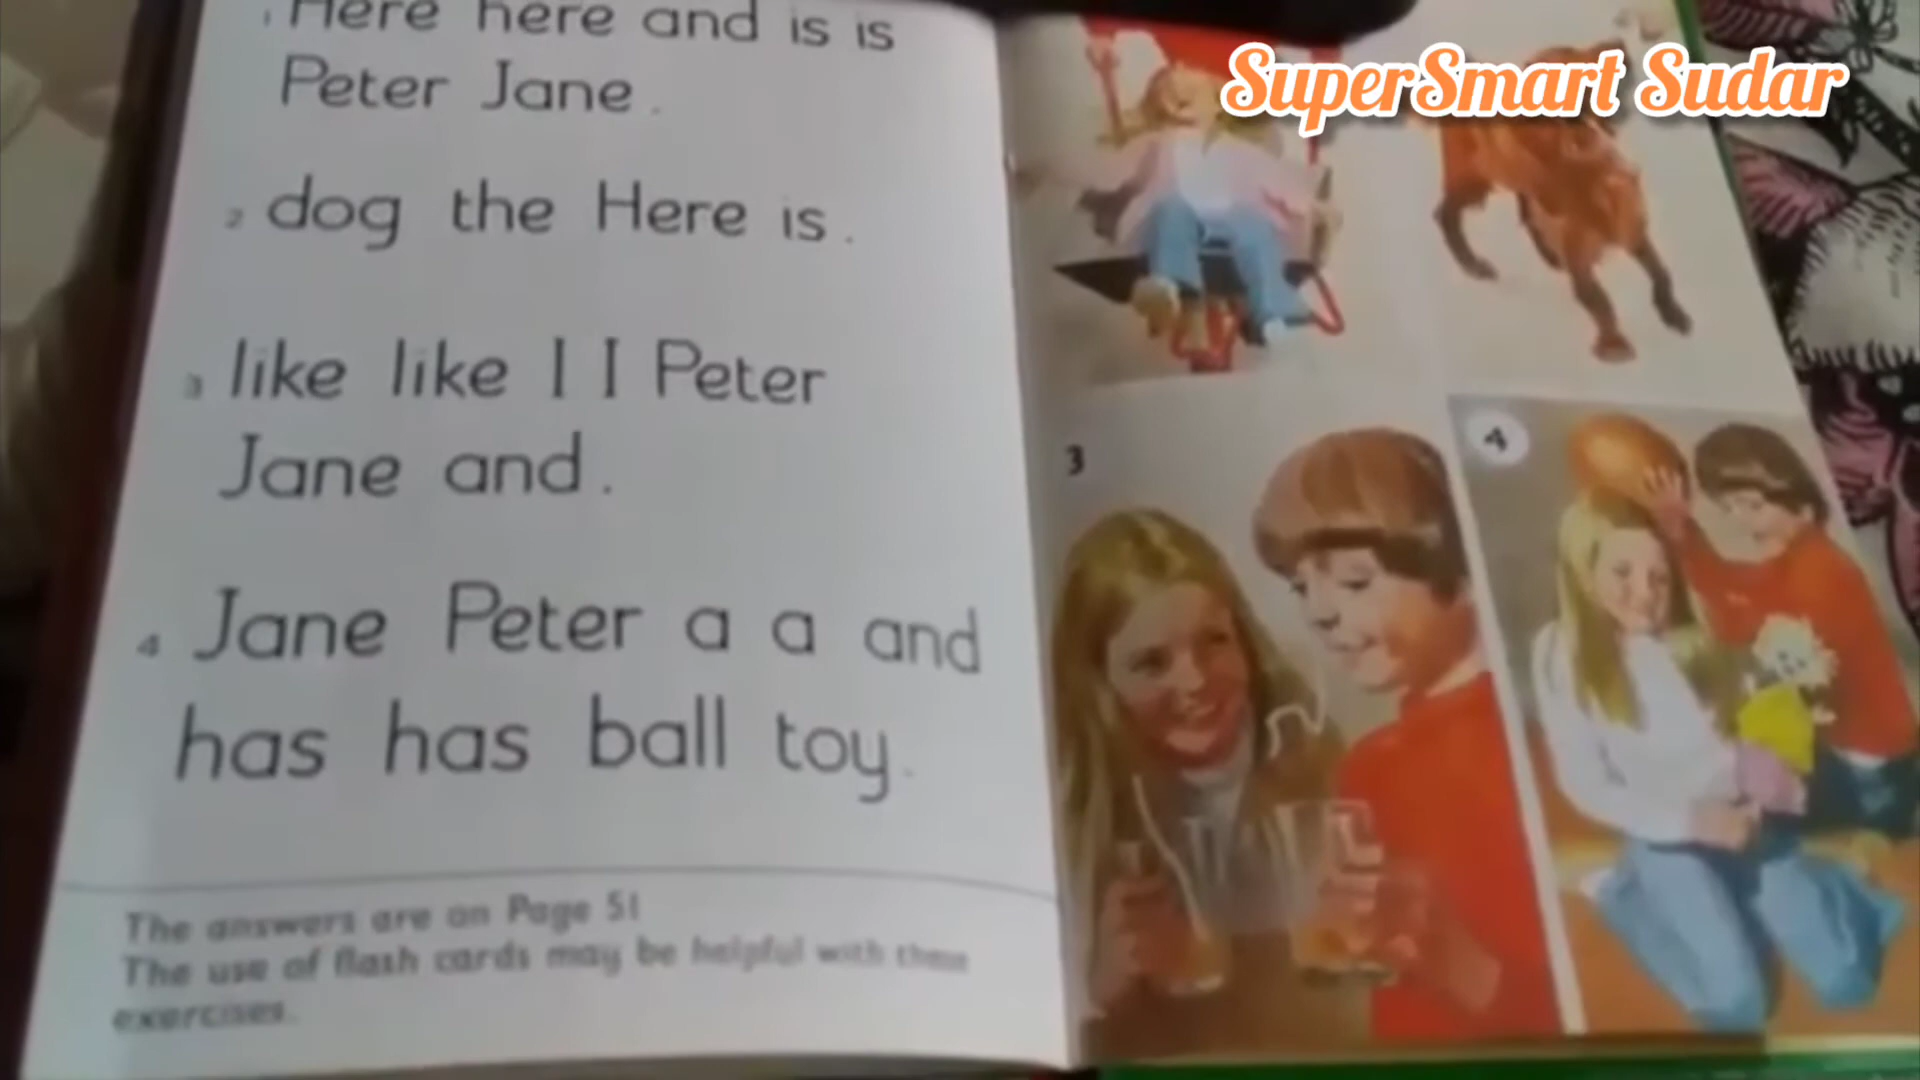 1 Here here and is is
Peter Jane.
2 dog the Here is.
3 like like I I Peter
Jane and.
4 Jane Peter a a and
has has ball toy.
The answers are on Page 51
The use of flash cards may be helpful with these
exercises.
SuperSmart Sudar
3
4